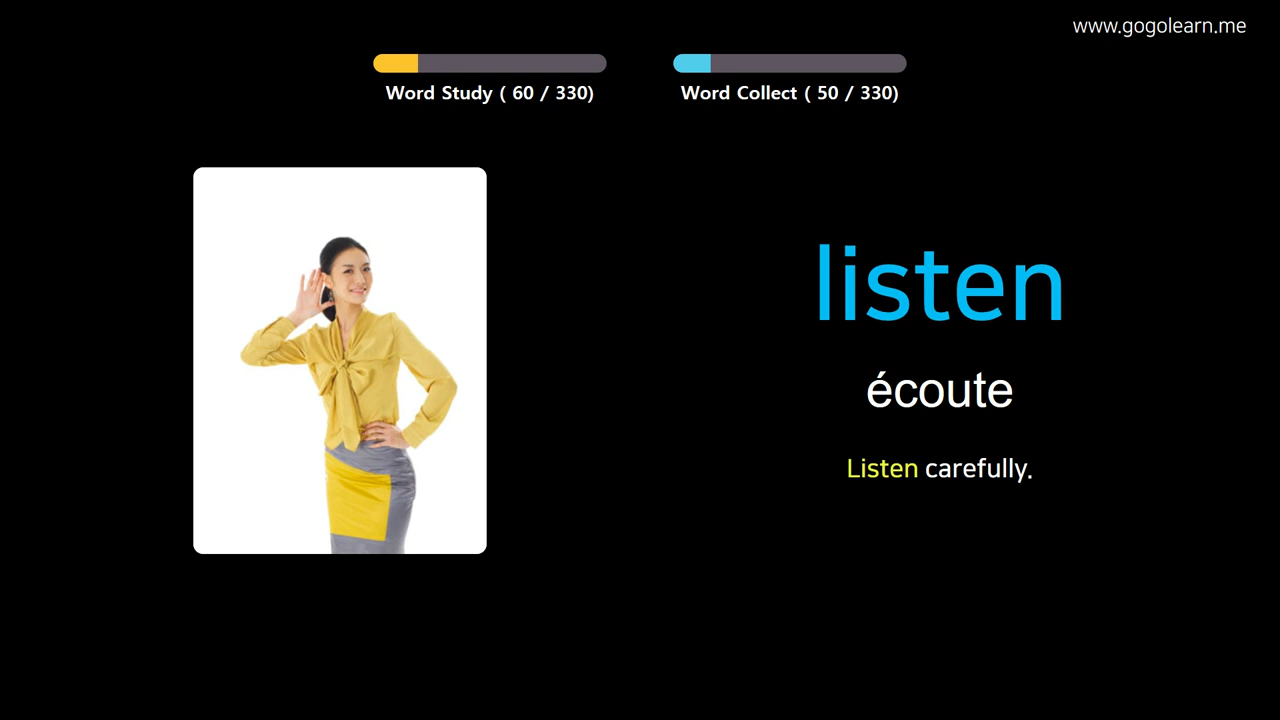 www.gogolearn.me
Word Study ( 60 / 330)
Word Collect ( 50 / 330)
listen
écoute
Listen carefully.